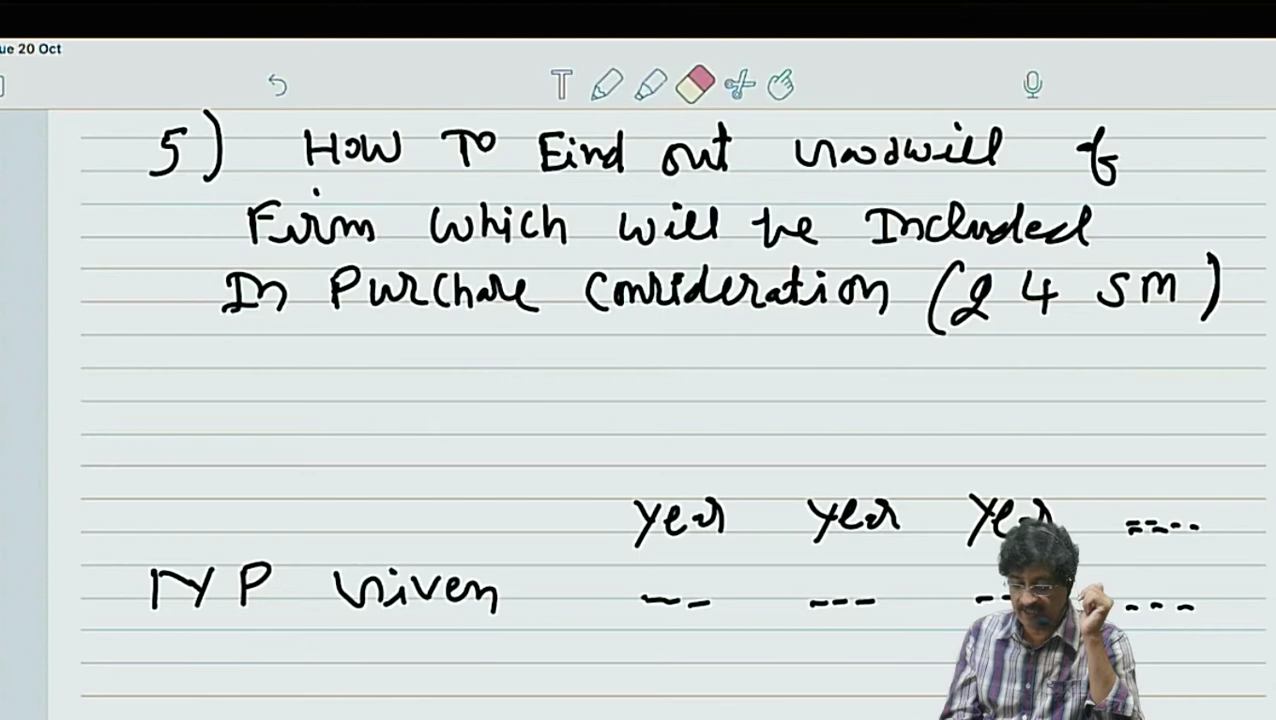 ue 20 Oct
T
5) HOW TO Find out Goodwill of
Firm which will be Included
In Purchase Consideration (Q 4 SM)
year year year ----
NP Given --- --- -- ---